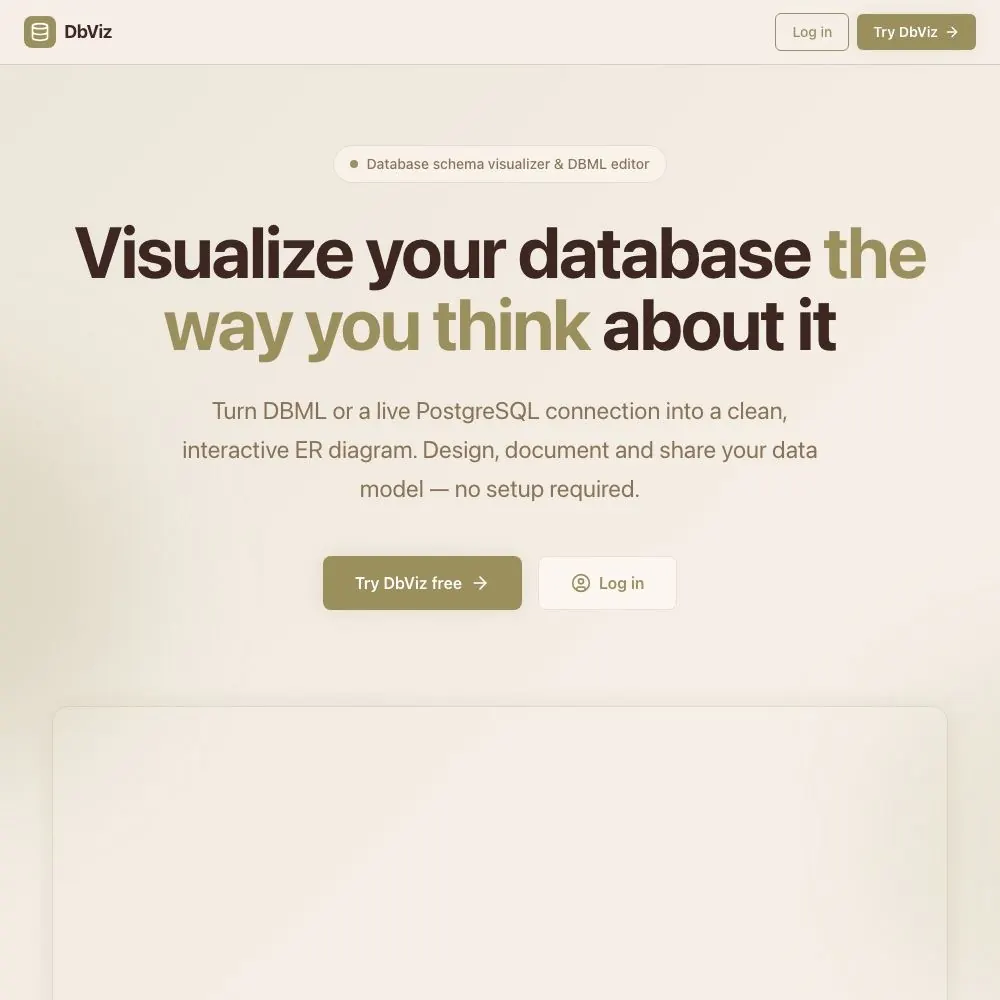 DbViz
Log in
Try DbViz
Database schema visualizer & DBML editor
Visualize your database the
way you think about it
Turn DBML or a live PostgreSQL connection into a clean,
interactive ER diagram. Design, document and share your data
model — no setup required.
Try DbViz free
Log in